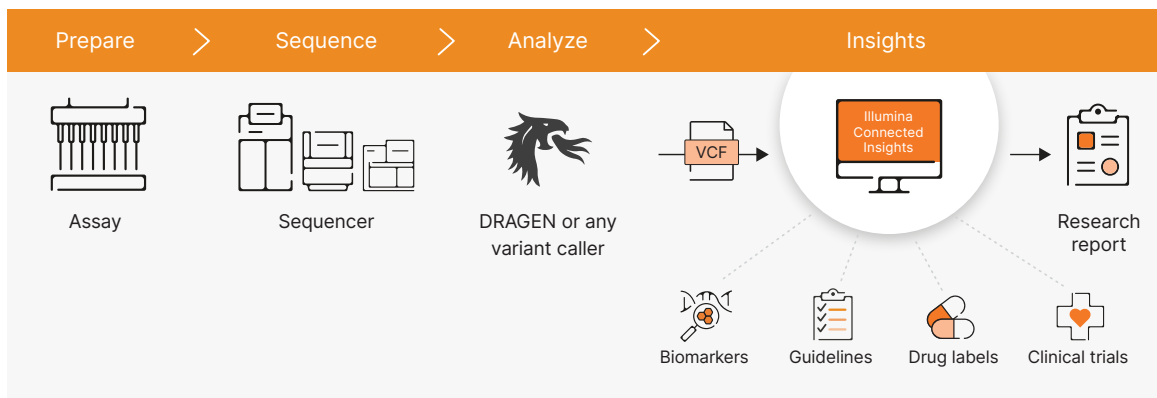 Prepare
Sequence
Analyze
Insights
Assay
Sequencer
DRAGEN or any
variant caller
VCF
Illumina
Connected
Insights
Research
report
Biomarkers
Guidelines
Drug labels
Clinical trials